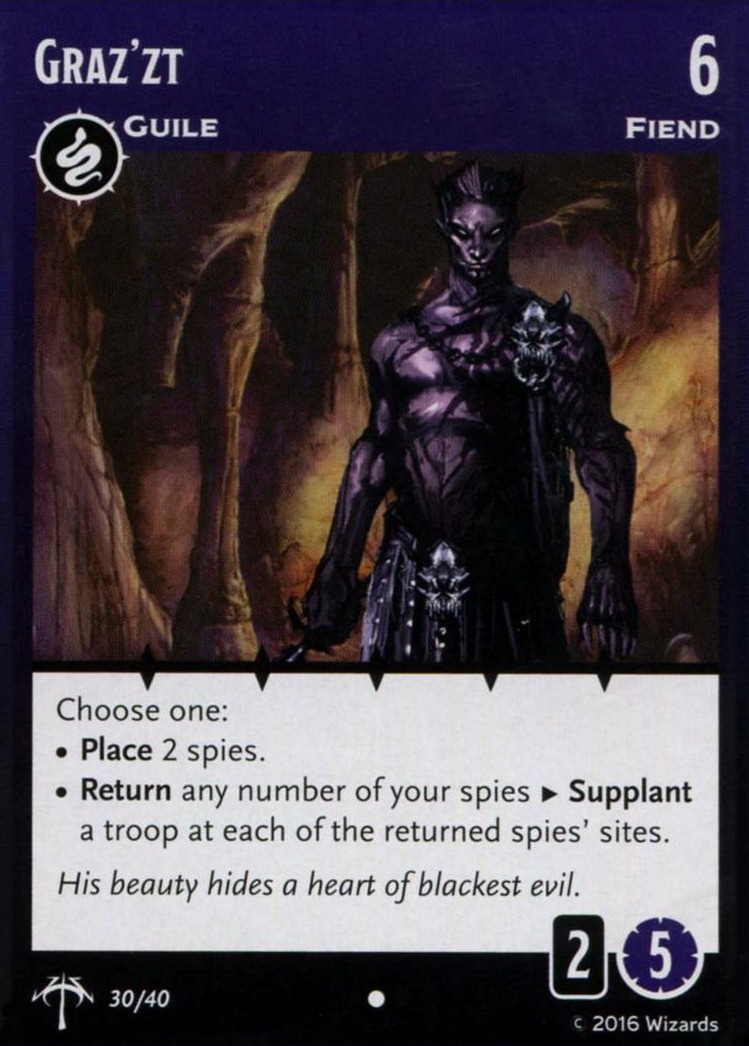 Graz'zt 6
Guile Fiend
Choose one:
• Place 2 spies.
• Return any number of your spies ▸ Supplant
a troop at each of the returned spies' sites.
His beauty hides a heart of blackest evil.
2 5
30/40
© 2016 Wizards